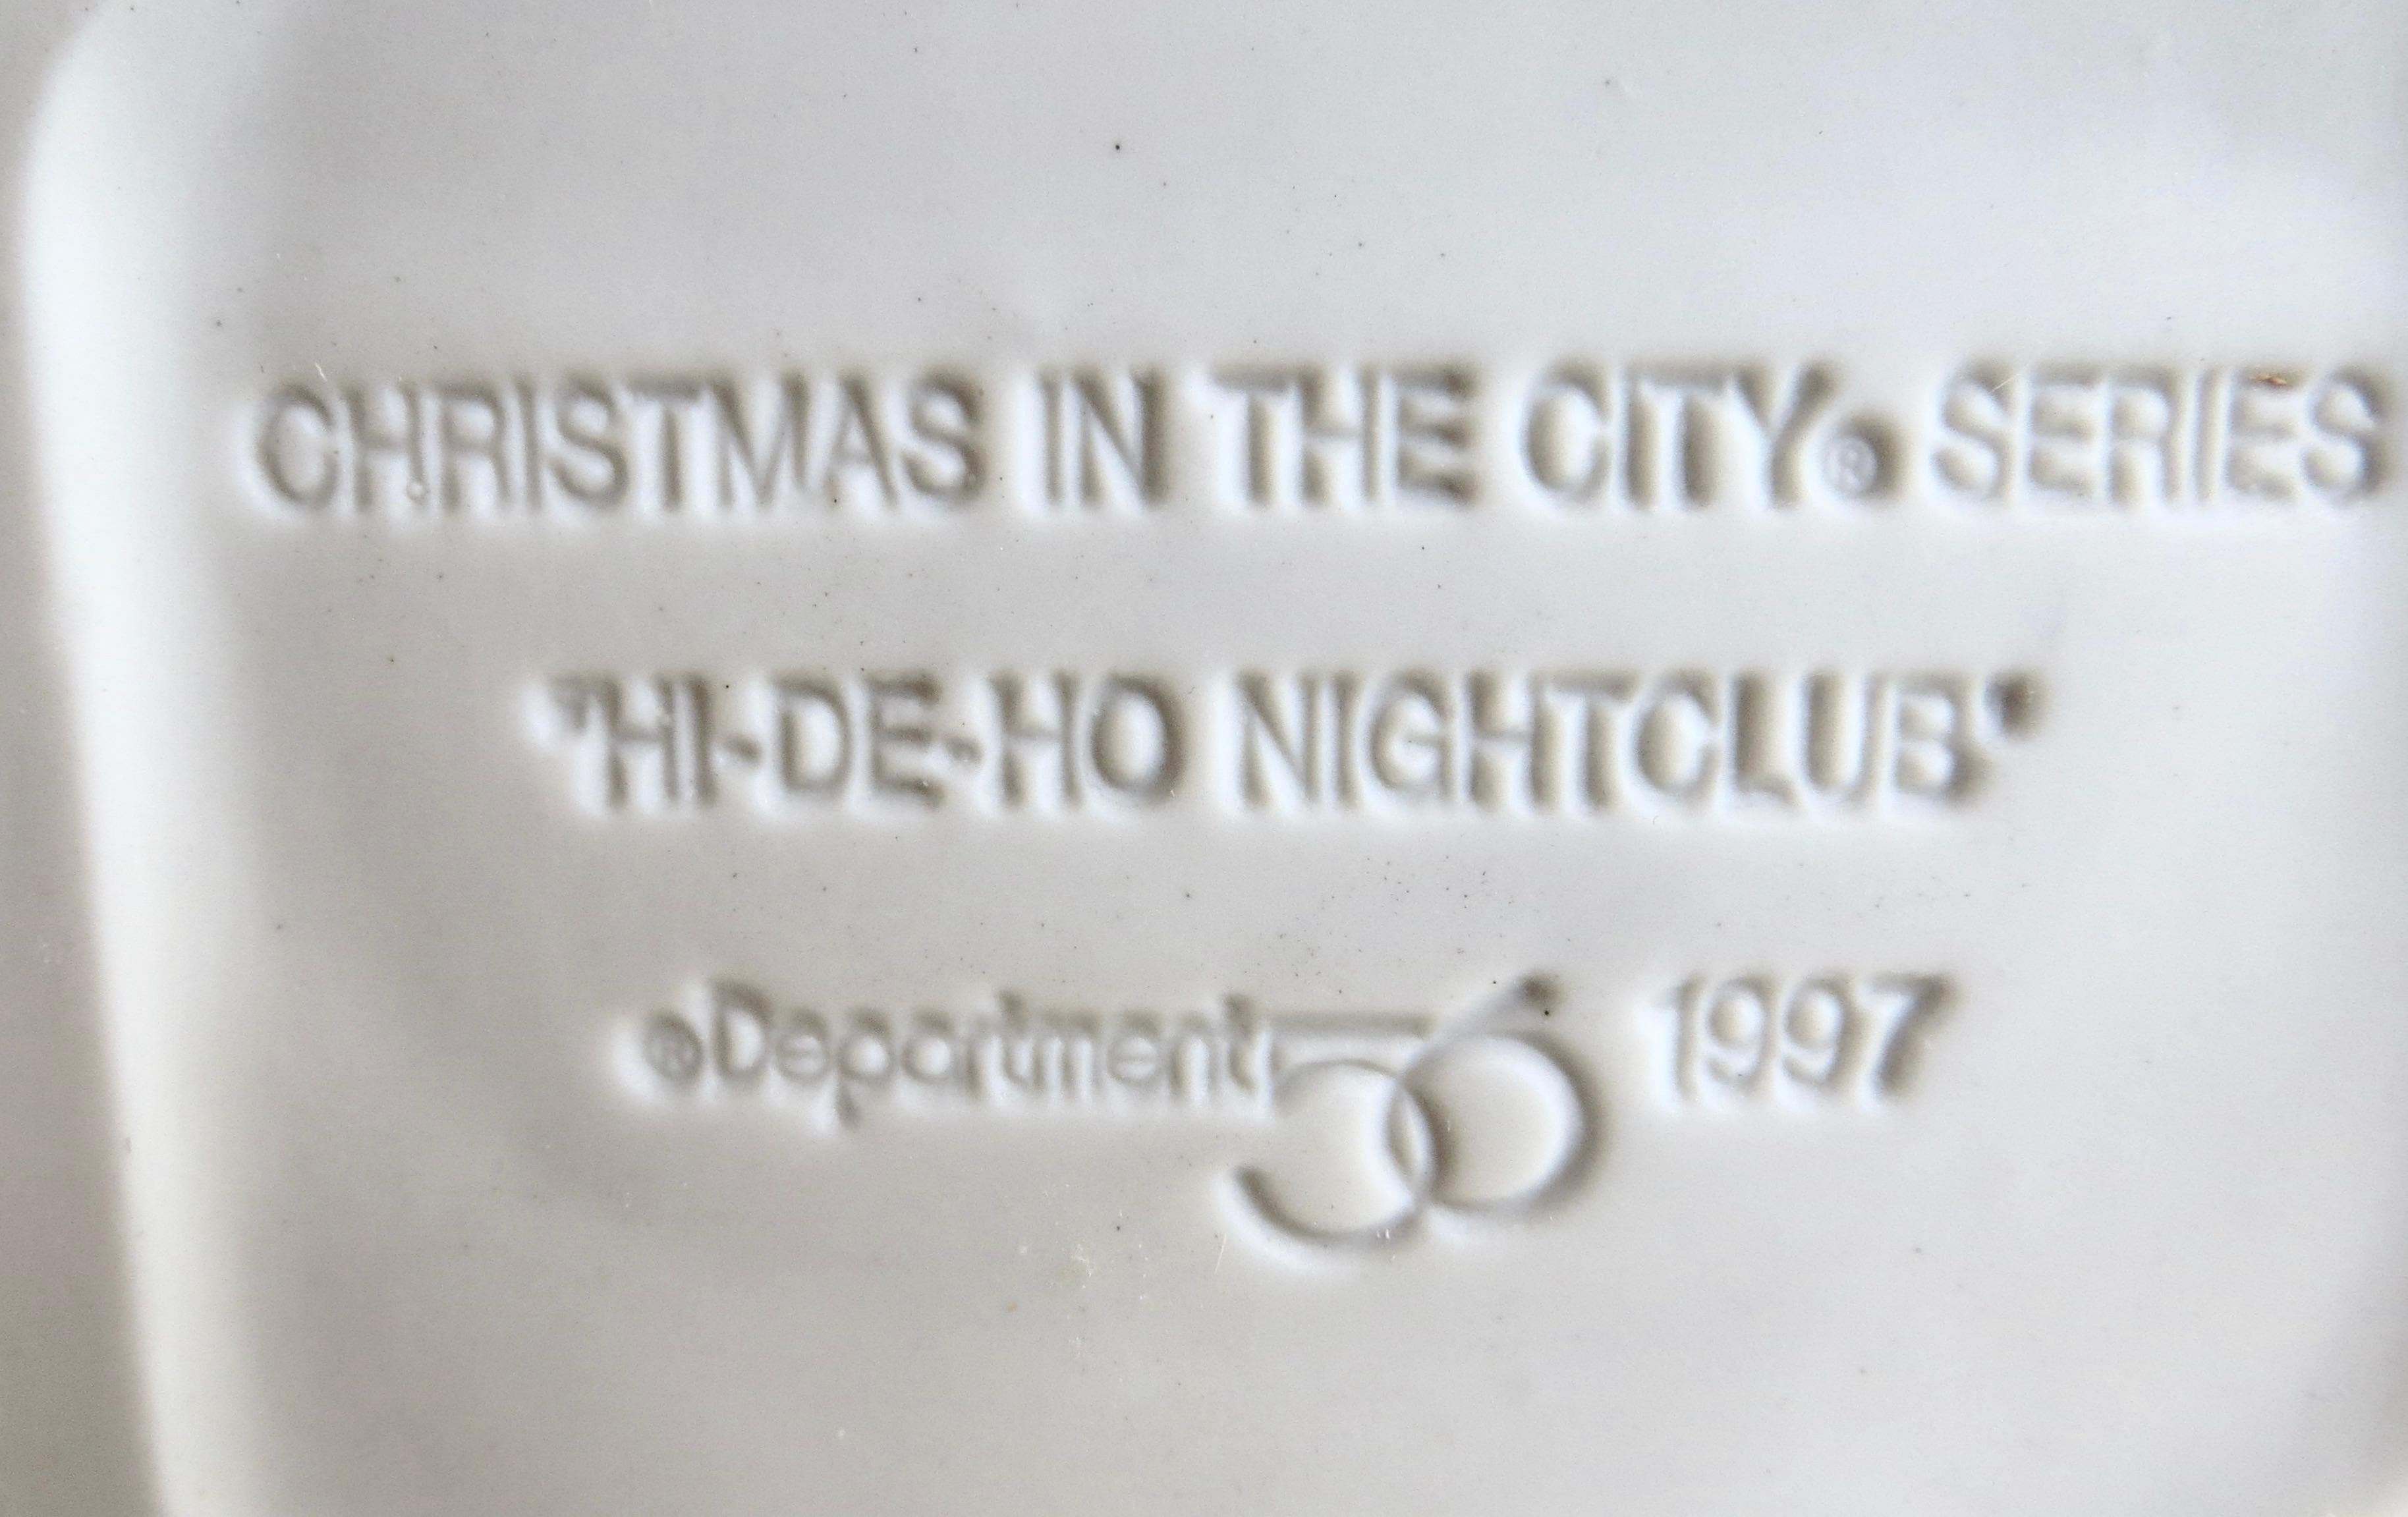 CHRISTMAS IN THE CITY® SERIES
"HI-DE-HO NIGHTCLUB"
®Department 56 1997